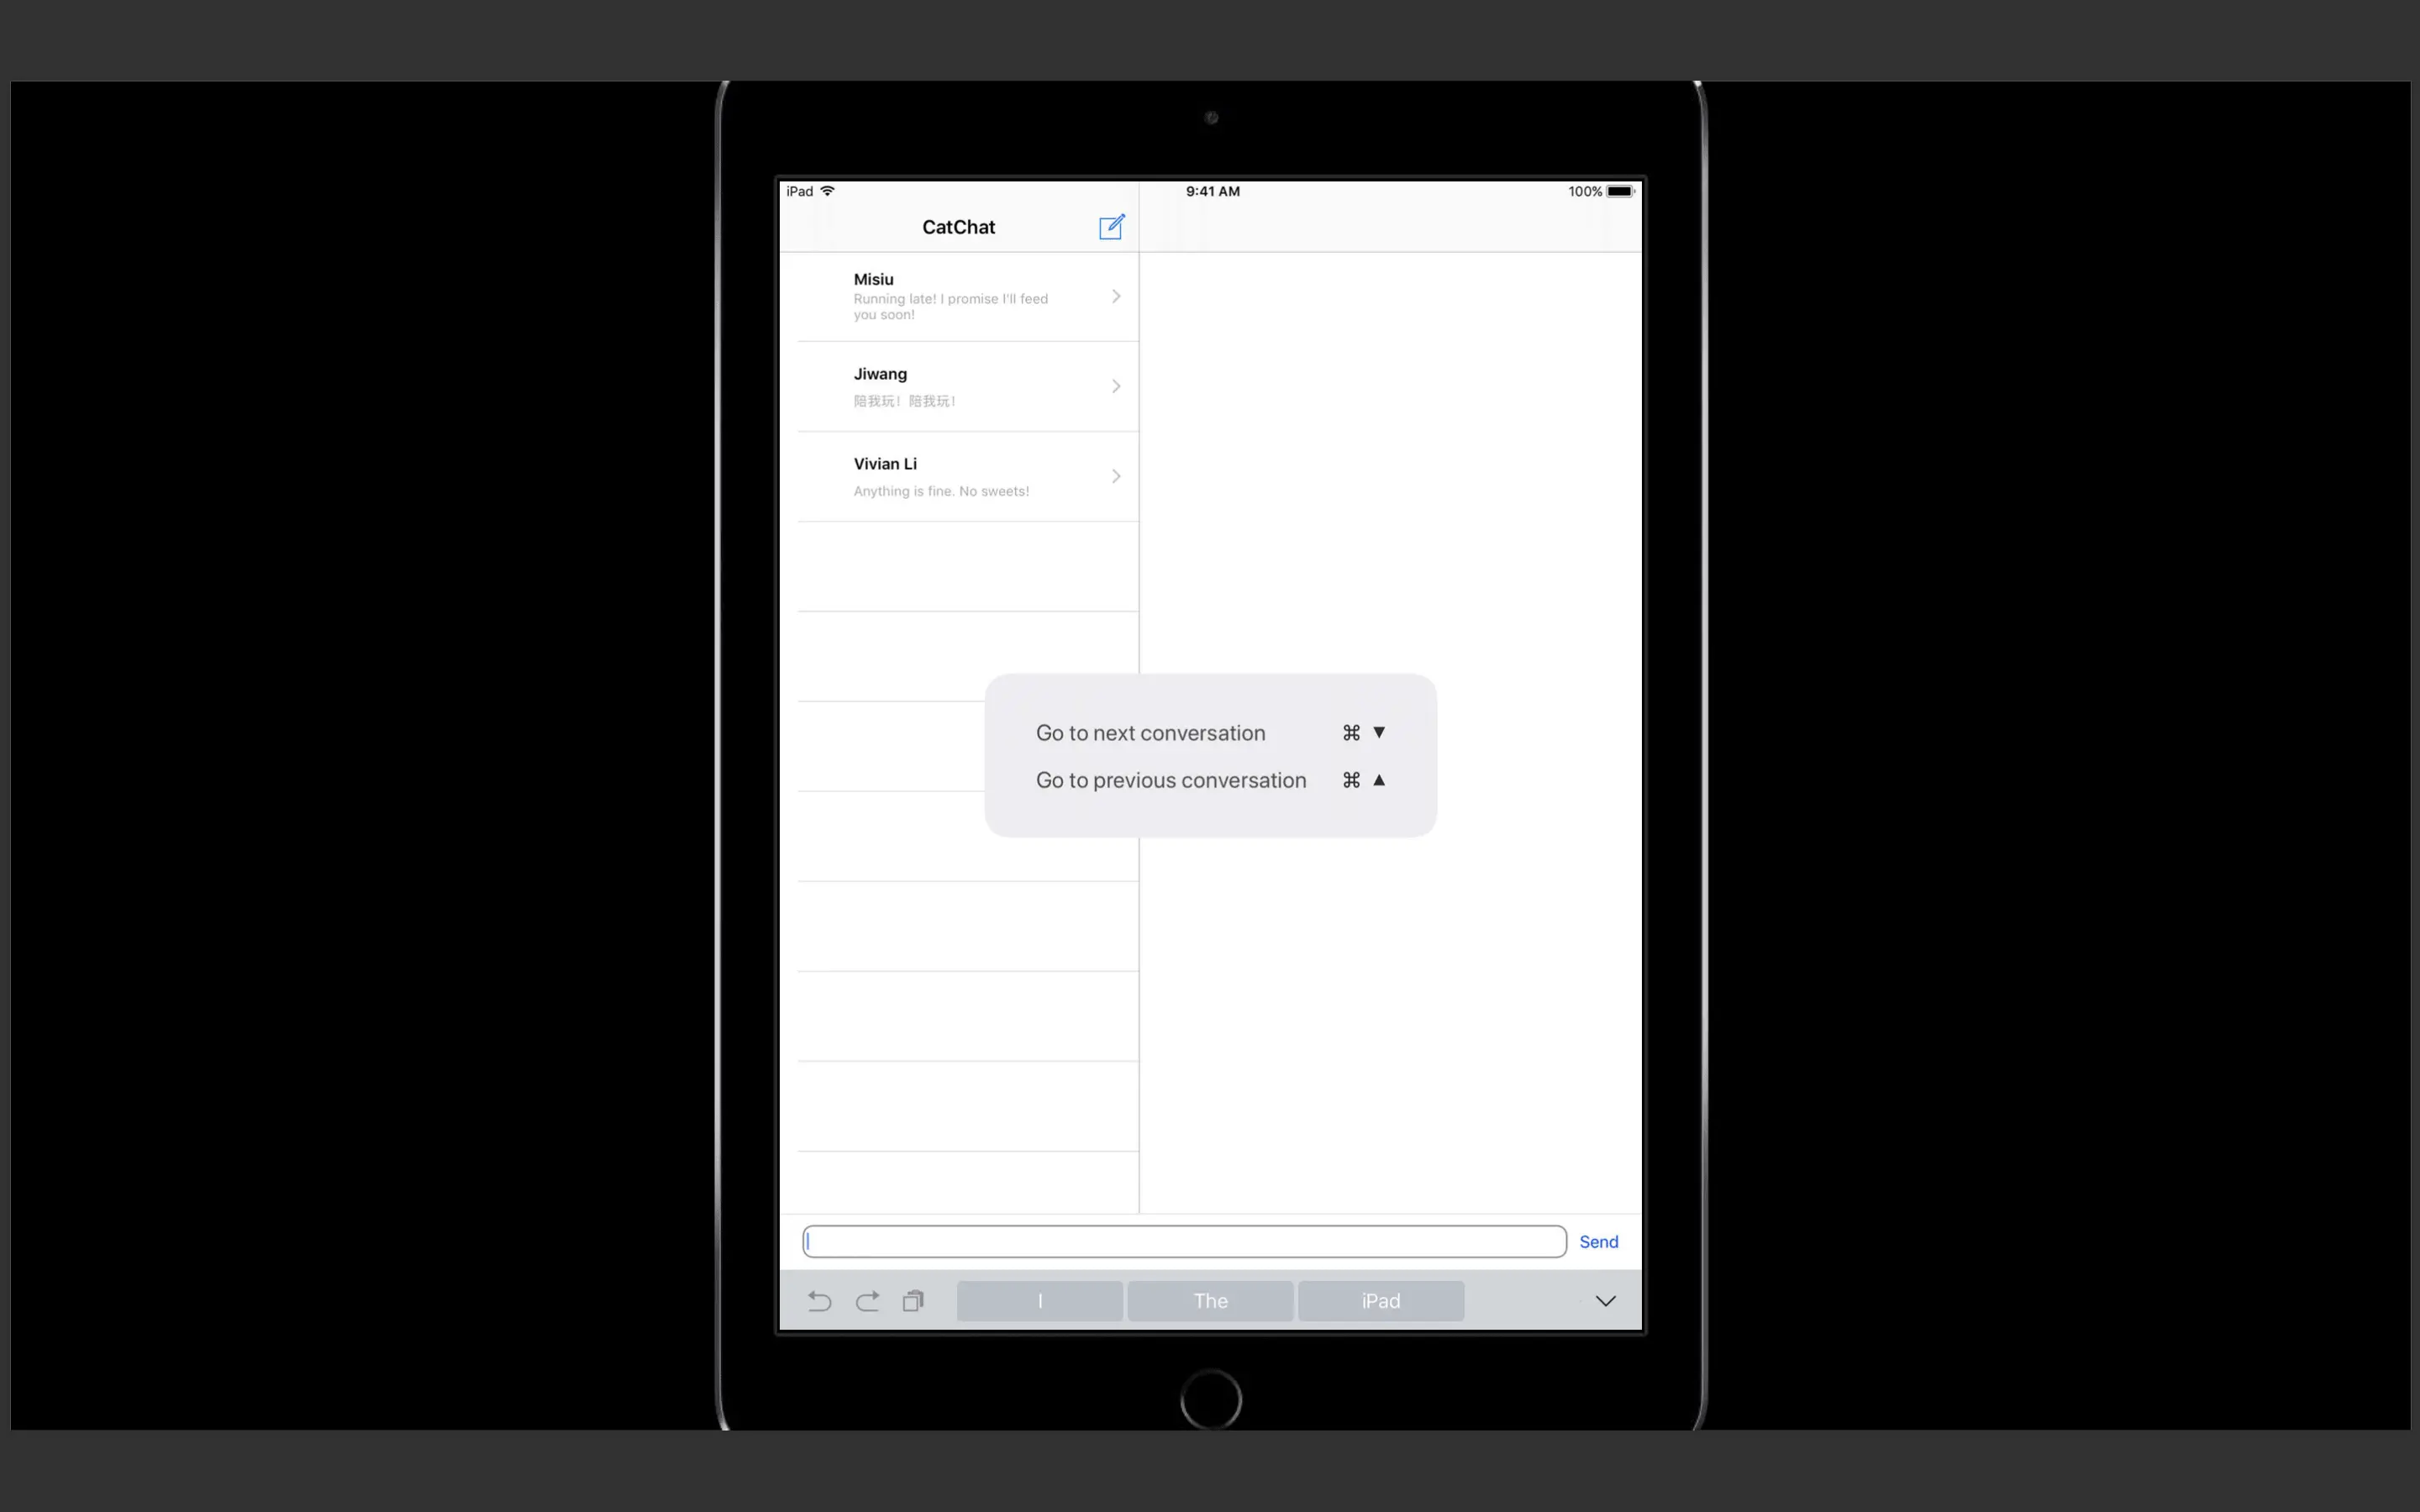 iPad
9:41 AM
100%
CatChat
Misiu
Running late! I promise I'll feed
you soon!
Jiwang
陪我玩！陪我玩！
Vivian Li
Anything is fine. No sweets!
Go to next conversation ⌘ ▼
Go to previous conversation ⌘ ▲
Send
I
The
iPad